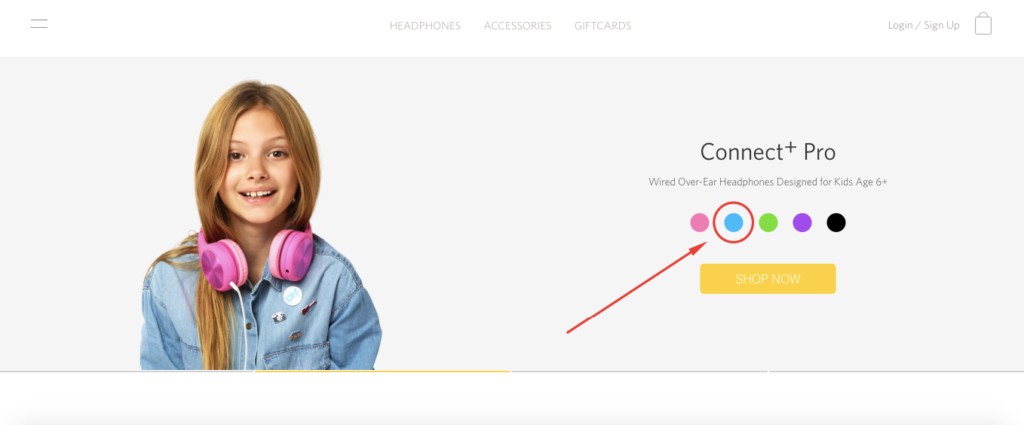 HEADPHONES ACCESSORIES GIFTCARDS Login / Sign Up
Connect+ Pro
Wired Over-Ear Headphones Designed for Kids Age 6+
SHOP NOW